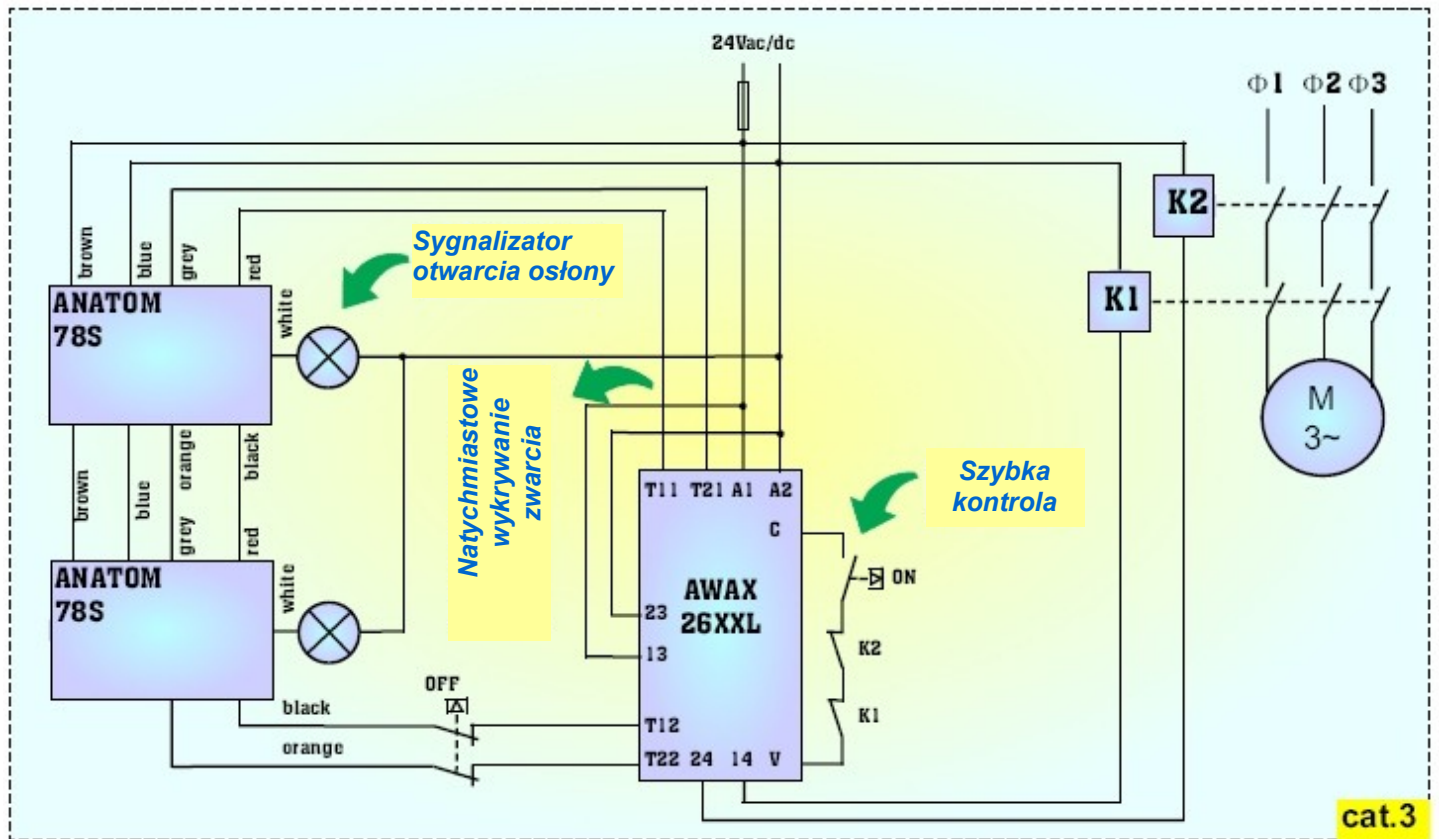 24Vac/dc
Φ1 Φ2 Φ3
K2
K1
M
3~
brown
blue
grey
red
Sygnalizator
otwarcia osłony
ANATOM
78S
white
Natychmiastowe
wykrywanie
zwarcia
Szybka
kontrola
brown
blue
grey orange
red black
ANATOM
78S
white
T11 T21 A1 A2
C
ON
AWAX
26XXL
23
13
K2
K1
OFF
black
orange
T12
T22 24 14 V
cat.3